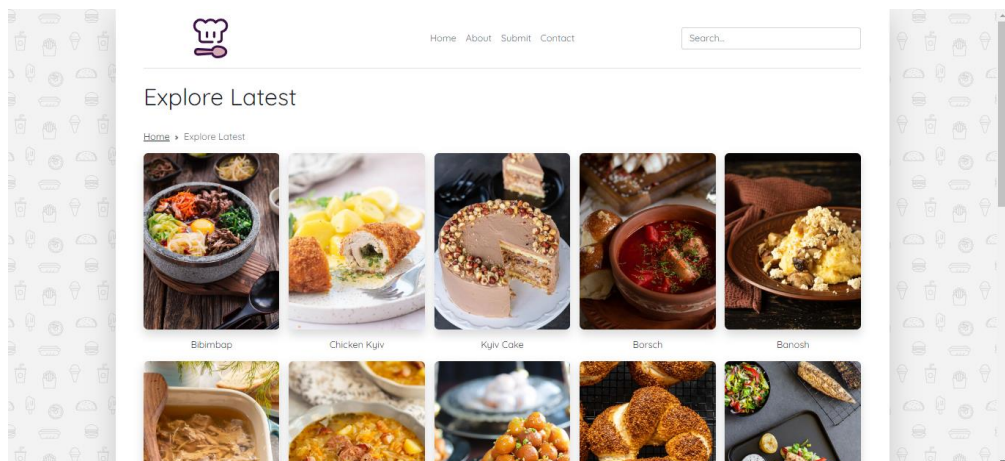 Home About Submit Contact
Search...
Explore Latest
Home » Explore Latest
Bibimbap
Chicken Kyiv
Kyiv Cake
Borsch
Banosh